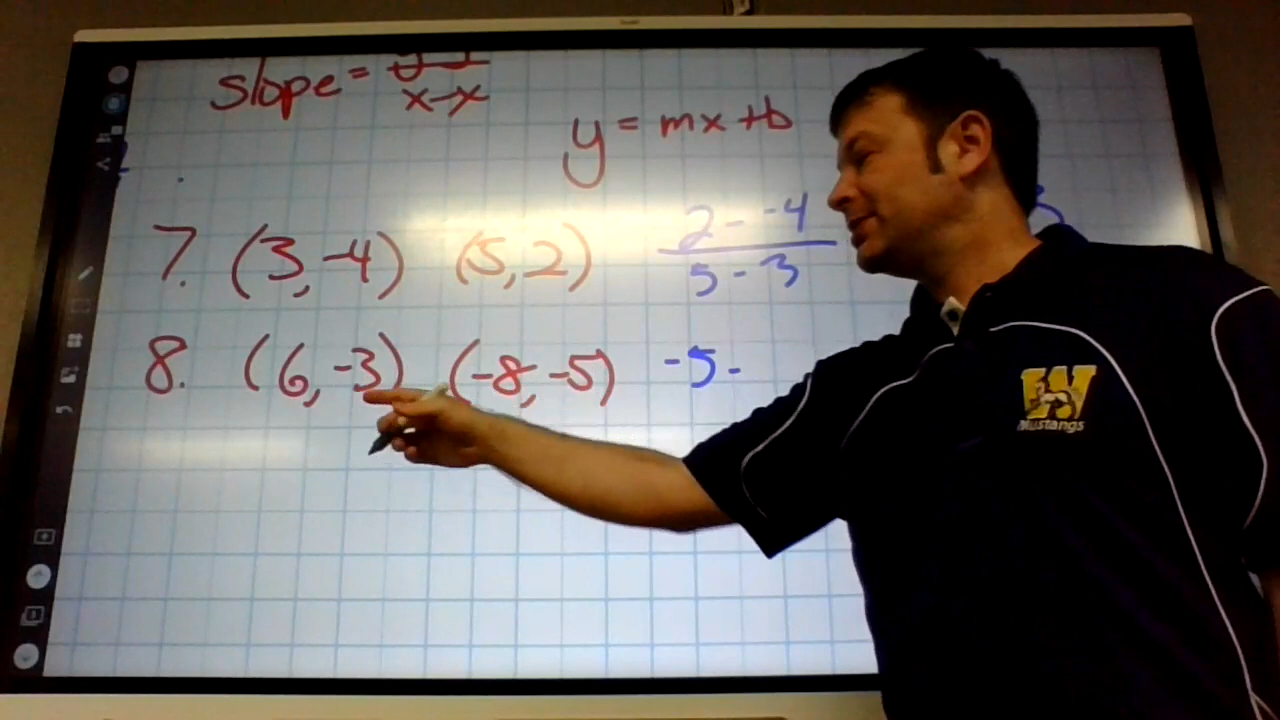 slope = y-y
x-x
y = mx+b
7. (3,-4) (5,2) 2--4
5-3
8. (6,-3) (-8,-5) -5-
W
Mustangs